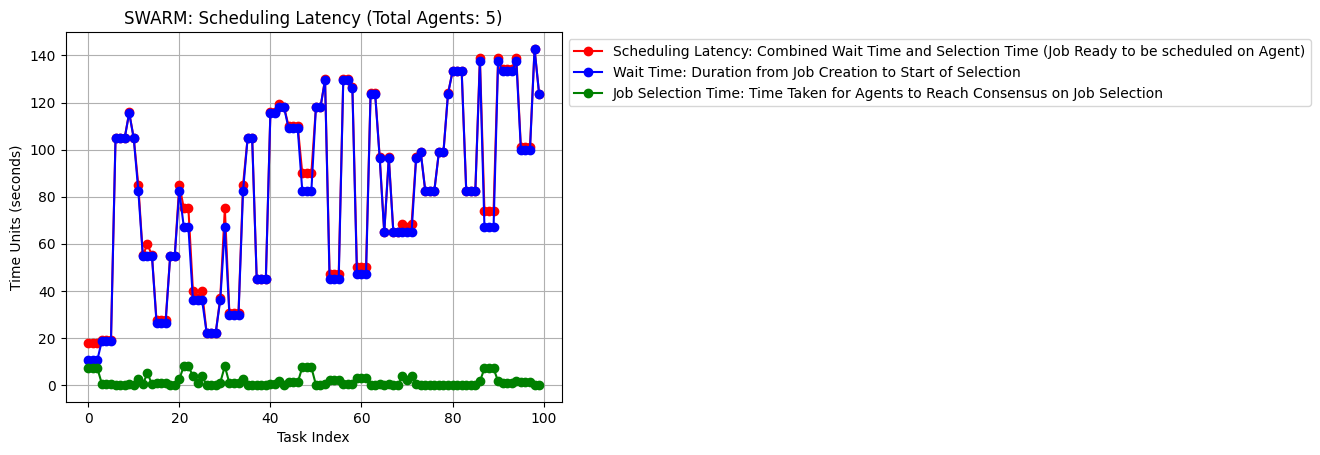 SWARM: Scheduling Latency (Total Agents: 5)
Scheduling Latency: Combined Wait Time and Selection Time (Job Ready to be scheduled on Agent)
Wait Time: Duration from Job Creation to Start of Selection
Job Selection Time: Time Taken for Agents to Reach Consensus on Job Selection
Time Units (seconds)
140
120
100
80
60
40
20
0
0 20 40 60 80 100
Task Index